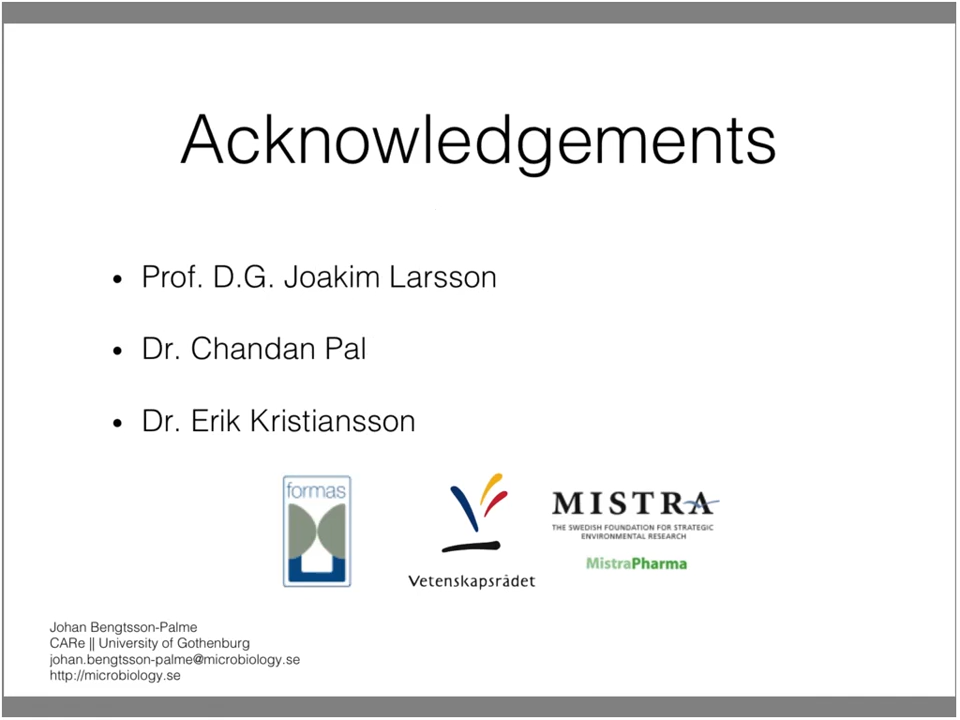 Acknowledgements
• Prof. D.G. Joakim Larsson
• Dr. Chandan Pal
• Dr. Erik Kristiansson
formas
Vetenskapsrådet
MISTRA
THE SWEDISH FOUNDATION FOR STRATEGIC
ENVIRONMENTAL RESEARCH
MistraPharma
Johan Bengtsson-Palme
CARe || University of Gothenburg
johan.bengtsson-palme@microbiology.se
http://microbiology.se